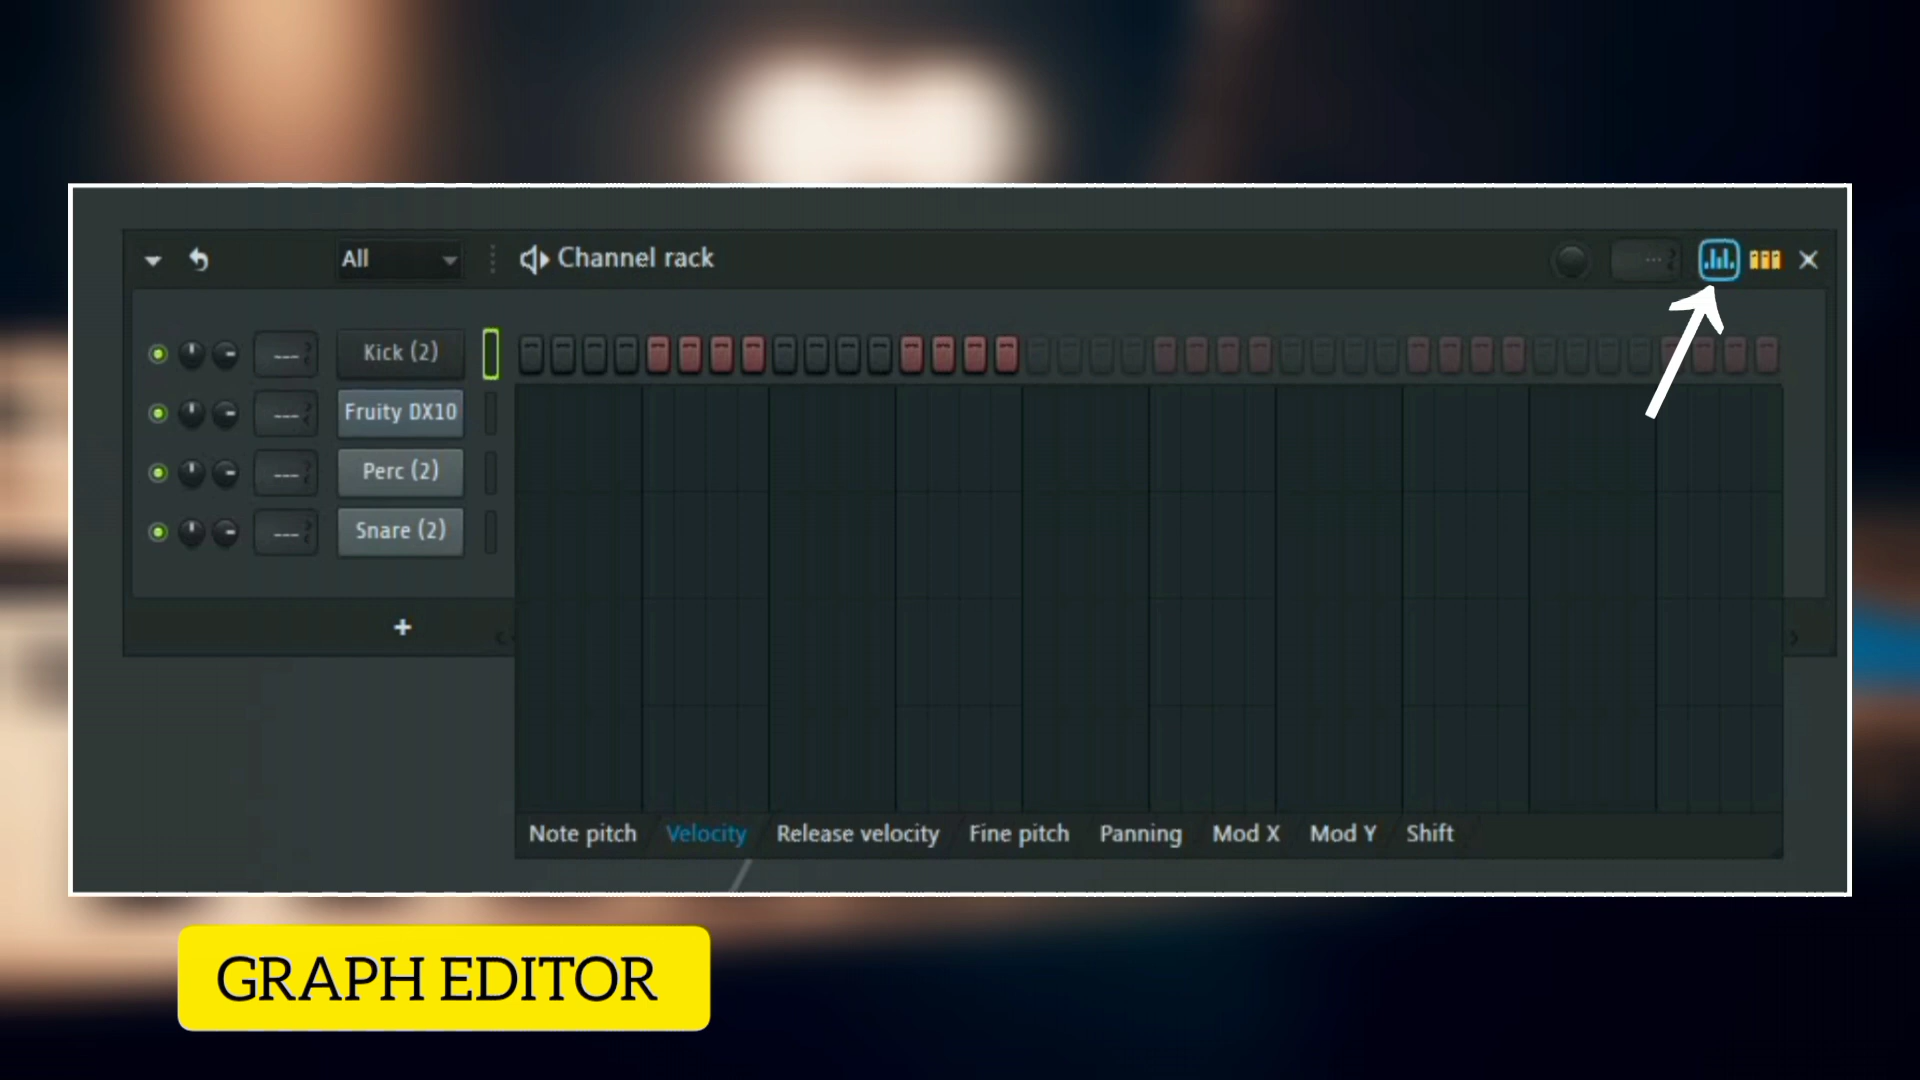 All
Channel rack
Kick (2)
Fruity DX10
Perc (2)
Snare (2)
+
Note pitch Velocity Release velocity Fine pitch Panning Mod X Mod Y Shift
GRAPH EDITOR